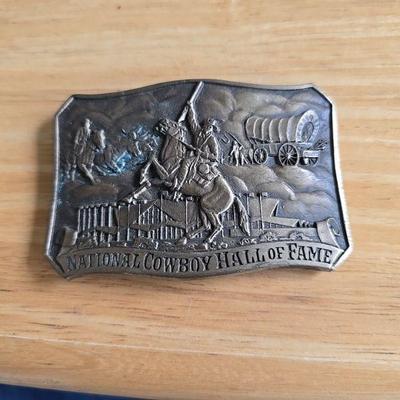 NATIONAL COWBOY HALL OF FAME